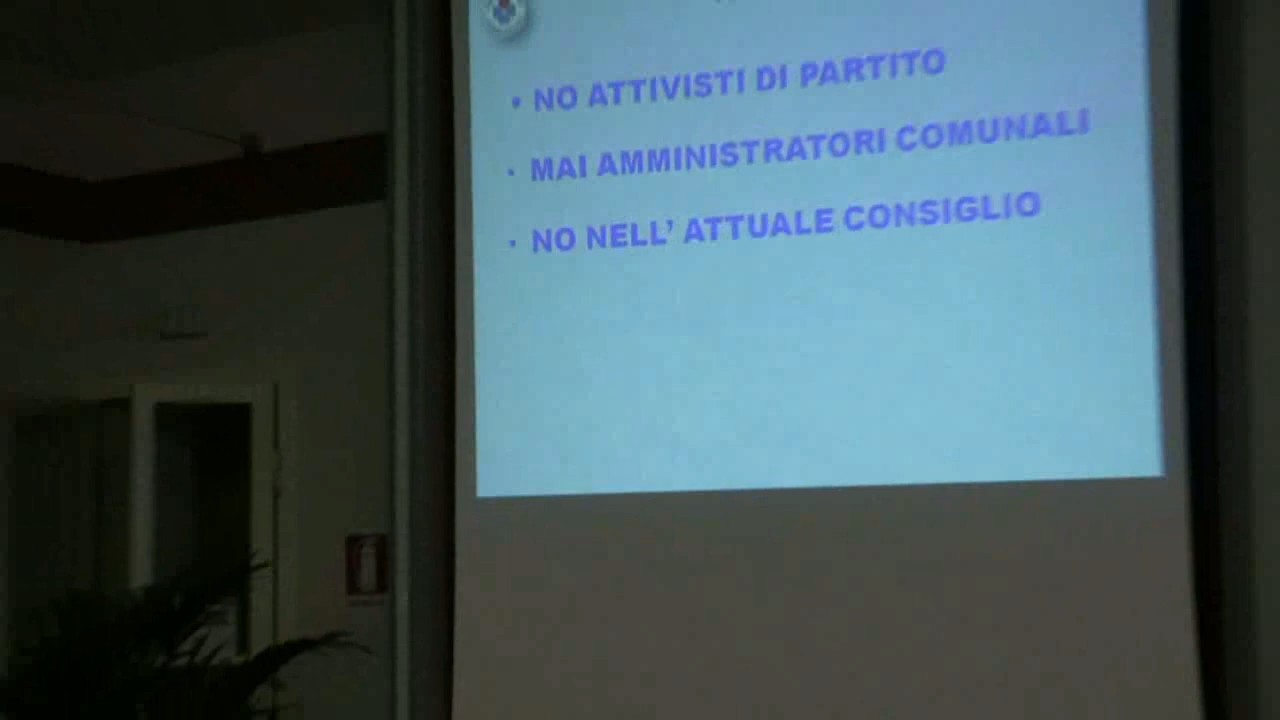 • NO ATTIVISTI DI PARTITO
• MAI AMMINISTRATORI COMUNALI
• NO NELL' ATTUALE CONSIGLIO